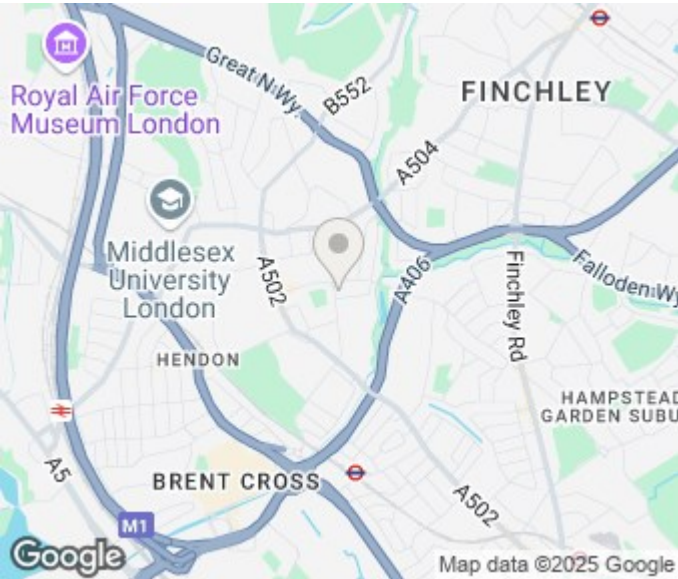 Royal Air Force
Museum London
Great N Wy.
B552
FINCHLEY
A504
Middlesex
University
London
A502
A406
Finchley Rd
Falloden Wy
HENDON
HAMPSTEAD
GARDEN SUBU
BRENT CROSS
A5
A502
M1
Google
Map data ©2025 Google